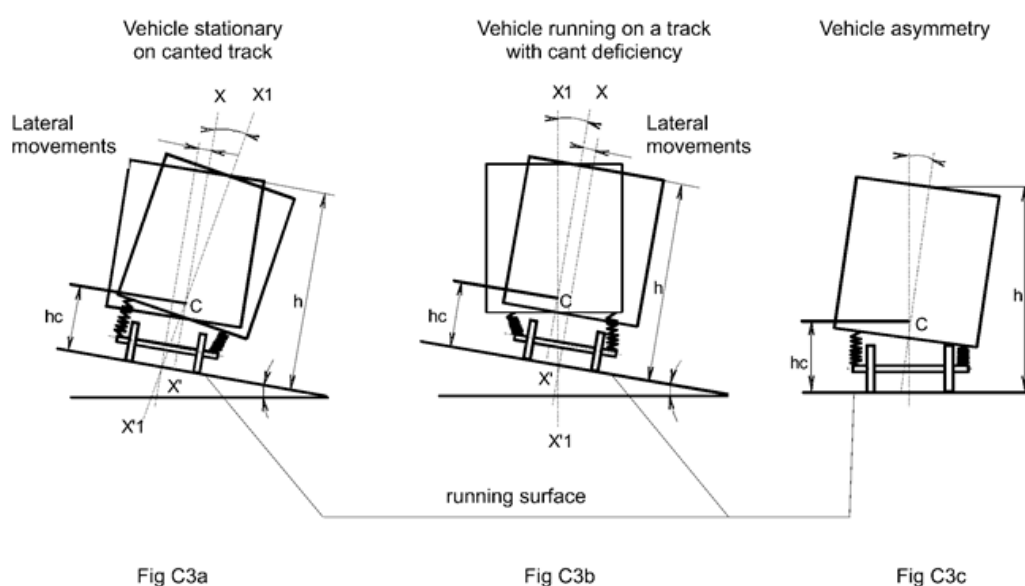 Vehicle stationary
on canted track
Vehicle running on a track
with cant deficiency
Vehicle asymmetry
X
X1
X1
X
Lateral
movements
Lateral
movements
C
h
hc
C
h
hc
C
h
hc
X'
X'
X'1
X'1
running surface
Fig C3a
Fig C3b
Fig C3c